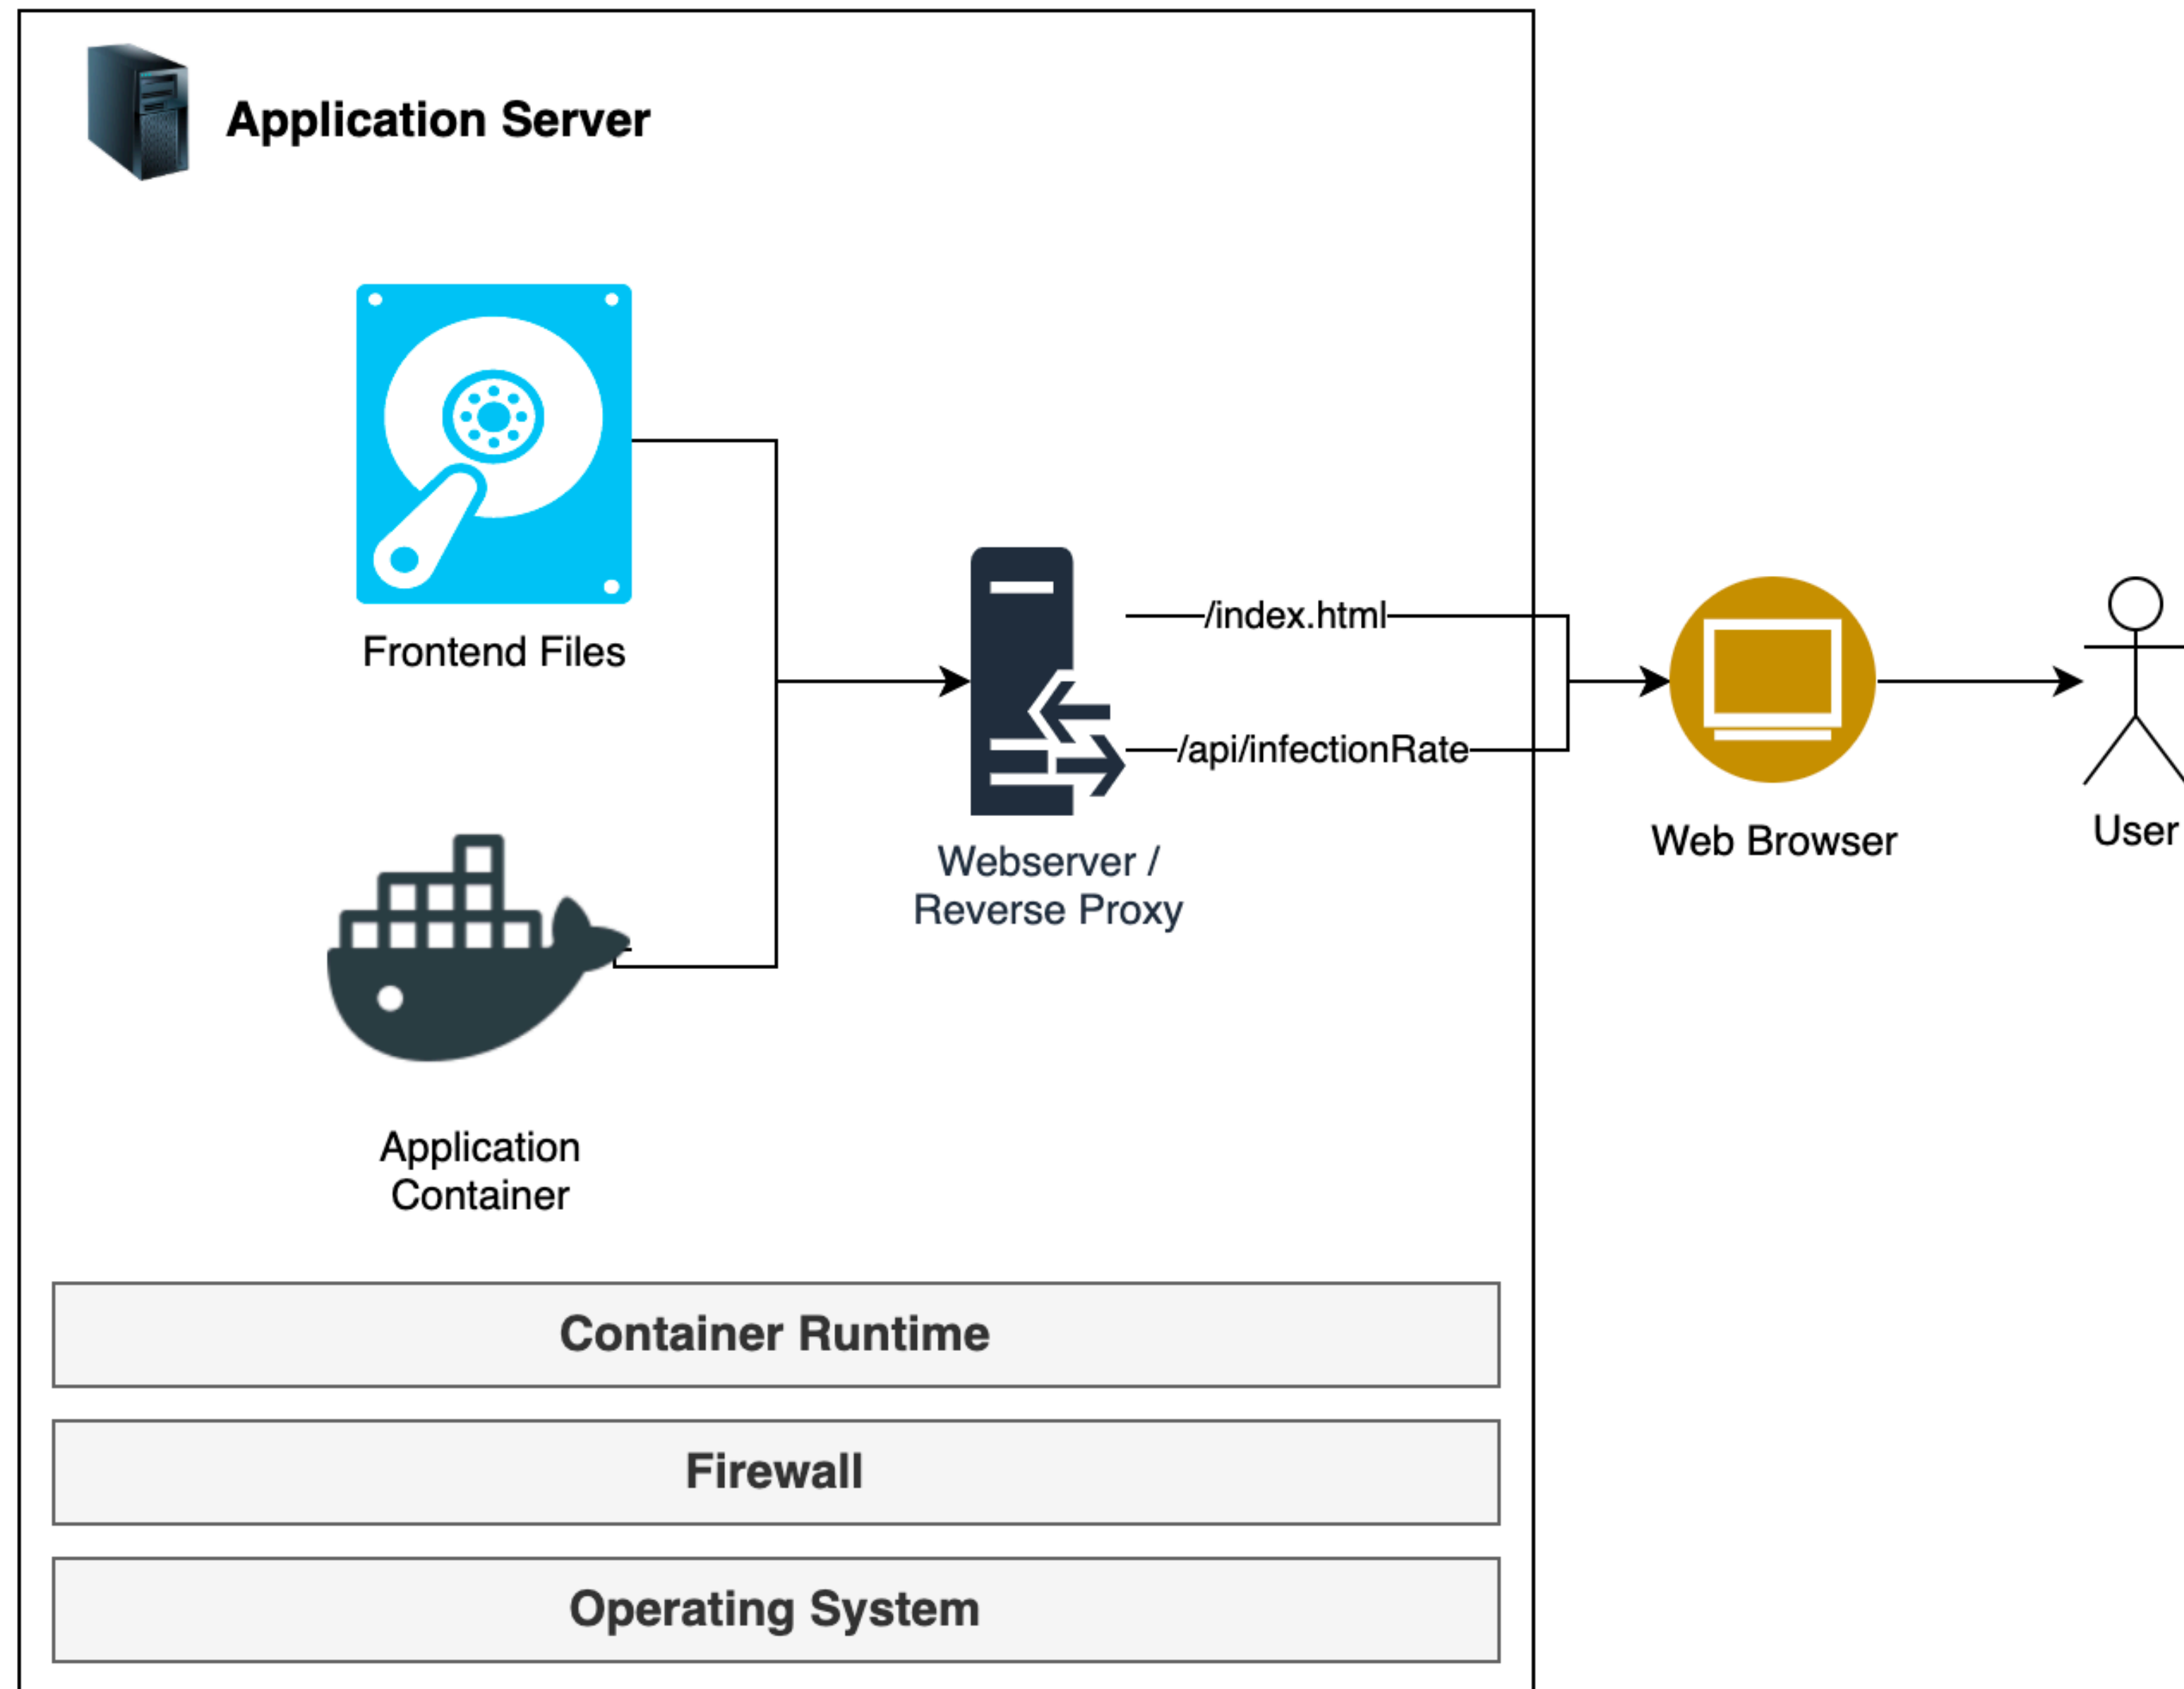 Application Server
Frontend Files
/index.html
/api/infectionRate
Webserver /
Reverse Proxy
Web Browser
User
Application
Container
Container Runtime
Firewall
Operating System